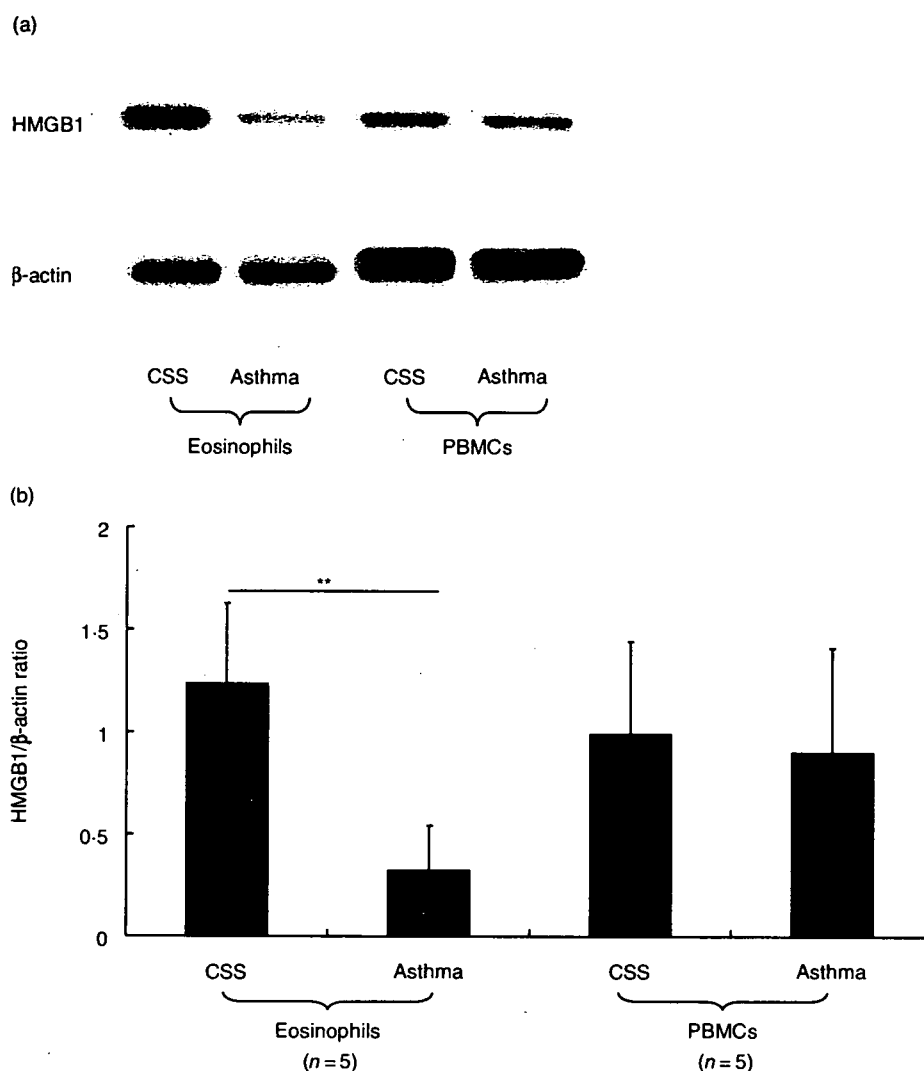 (a)
HMGB1
β-actin
CSS Asthma CSS Asthma
Eosinophils PBMCs
(b)
2
1·5
1
0·5
0
HMGB1/β-actin ratio
**
CSS Asthma CSS Asthma
Eosinophils PBMCs
(n = 5) (n = 5)